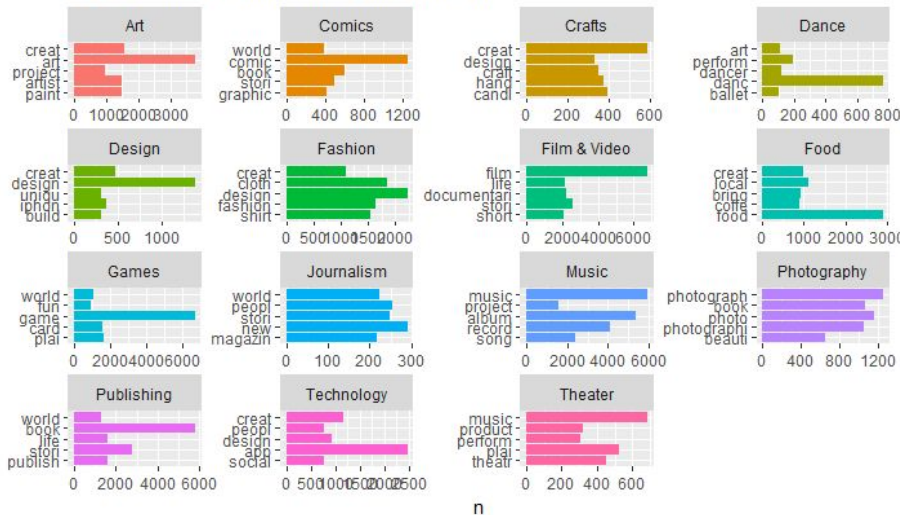 Art
creat
art
project
artist
paint
0 1000 2000 3000
Comics
world
comic
book
stori
graphic
0 400 800 1200
Crafts
creat
design
craft
hand
candl
0 200 400 600
Dance
art
perform
dancer
danc
ballet
0 200 400 600 800
Design
creat
design
uniqu
iphon
build
0 500 1000
Fashion
creat
cloth
design
fashion
shirt
0 500 1000 1500 2000
Film & Video
film
life
documentari
stori
short
0 2000 4000 6000
Food
creat
local
bring
coffe
food
0 1000 2000 3000
Games
world
fun
game
card
plai
0 2000 4000 6000
Journalism
world
peopl
stori
new
magazin
0 100 200 300
Music
music
project
album
record
song
0 2000 4000 6000
Photography
photograph
book
photo
photographi
beauti
0 400 800 1200
Publishing
world
book
life
stori
publish
0 2000 4000 6000
Technology
creat
peopl
design
app
social
0 500 1000 1500 2000 2500
Theater
music
product
perform
plai
theatr
0 200 400 600
n